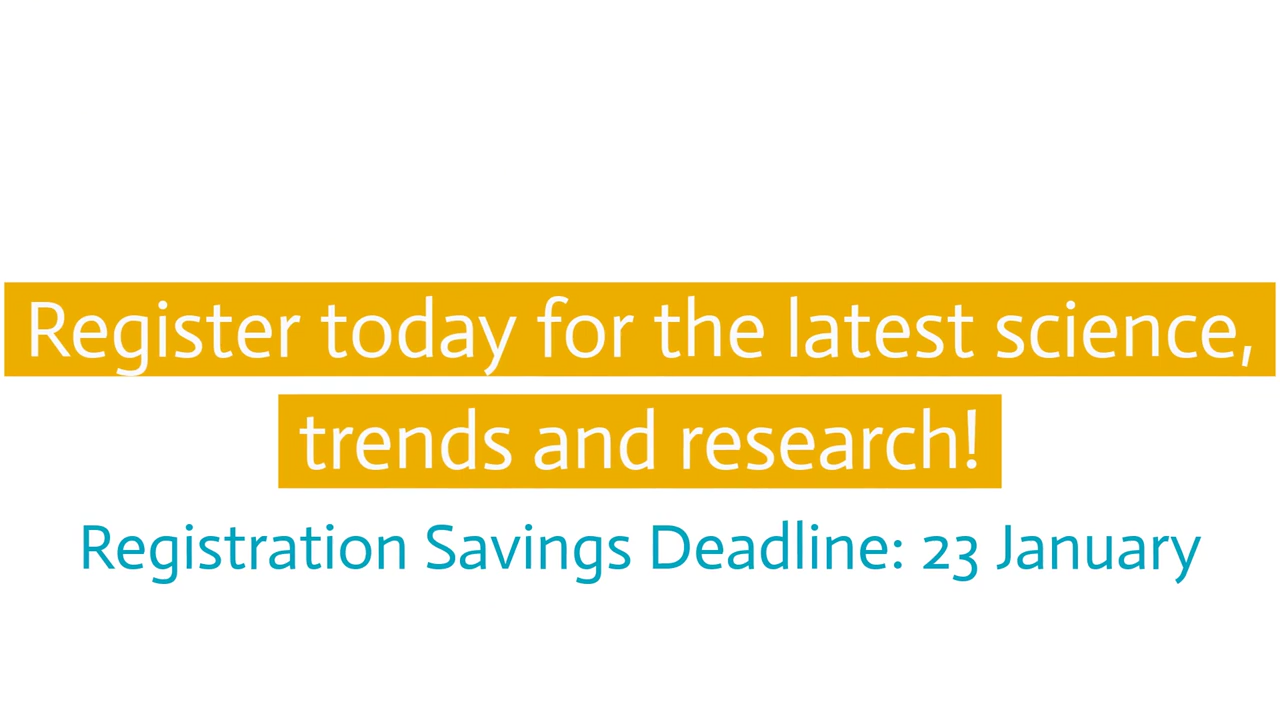 Register today for the latest science,
trends and research!
Registration Savings Deadline: 23 January